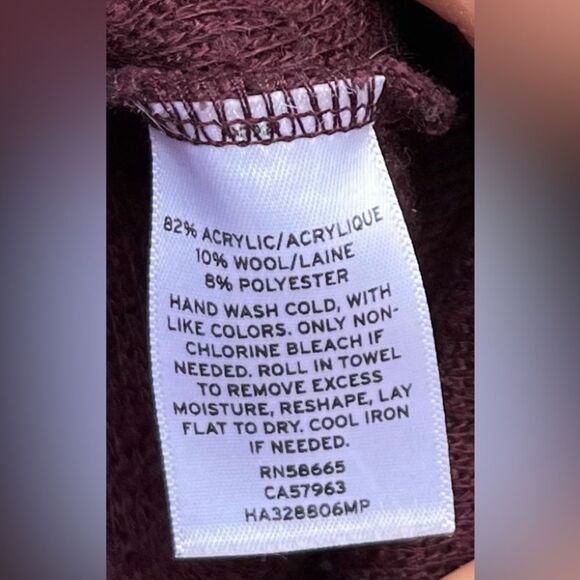 82% ACRYLIC/ACRYLIQUE
10% WOOL/LAINE
8% POLYESTER
HAND WASH COLD, WITH
LIKE COLORS. ONLY NON-
CHLORINE BLEACH IF
NEEDED. ROLL IN TOWEL
TO REMOVE EXCESS
MOISTURE, RESHAPE, LAY
FLAT TO DRY. COOL IRON
IF NEEDED.
RN58665
CA57963
HA328806MP